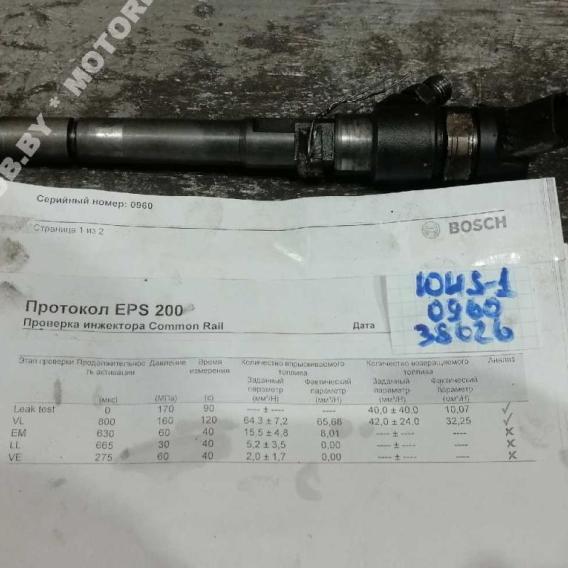 OB.BY * MOTOR
Серийный номер: 0960
Страница 1 из 2
BOSCH
Протокол EPS 200
Проверка инжектора Common Rail
Дата
0960
38626
Этап проверки Продолжительнос ть активации Давление Время измерения Количество впрыскиваемого топлива Количество возвращаемого топлива Анализ
Заданный параметр Фактический параметр Заданный параметр Фактический параметр
(мкс) (МПа) (с) (мм³/H) (мм³/H) (мм³/H) (мм³/H)
Leak test 0 170 90 ---- ± ---- ---- 40,0 ± 40,0 10,07 ✓
VL 800 160 120 64,3 ± 7,2 65,68 42,0 ± 24,0 32,25 ✓
EM 630 60 40 15,5 ± 4,8 8,01 ---- ± ---- ---- ✗
LL 665 30 40 5,2 ± 3,5 0,00 ---- ± ---- ---- ✗
VE 275 60 40 2,0 ± 1,7 0,00 ---- ± ---- ---- ✗